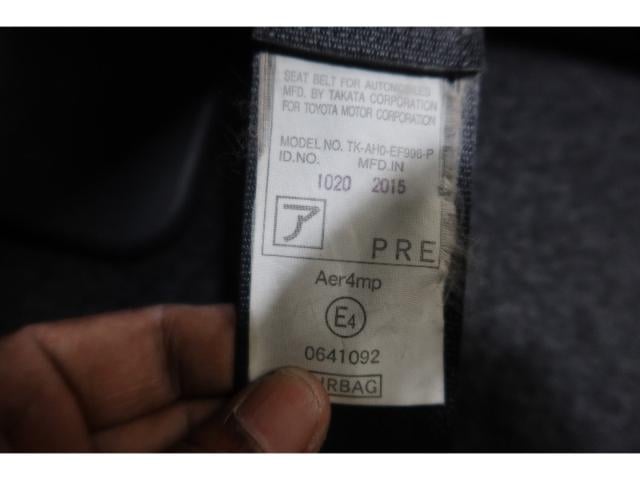 SEAT BELT FOR AUTOMOBILES
MFD. BY TAKATA CORPORATION
FOR TOYOTA MOTOR CORPORATION
MODEL NO. TK-AH0-EF996-P
ID.NO. MFD.IN
1020 2015
ア PRE
Aer4mp
E4
0641092
IRBAG